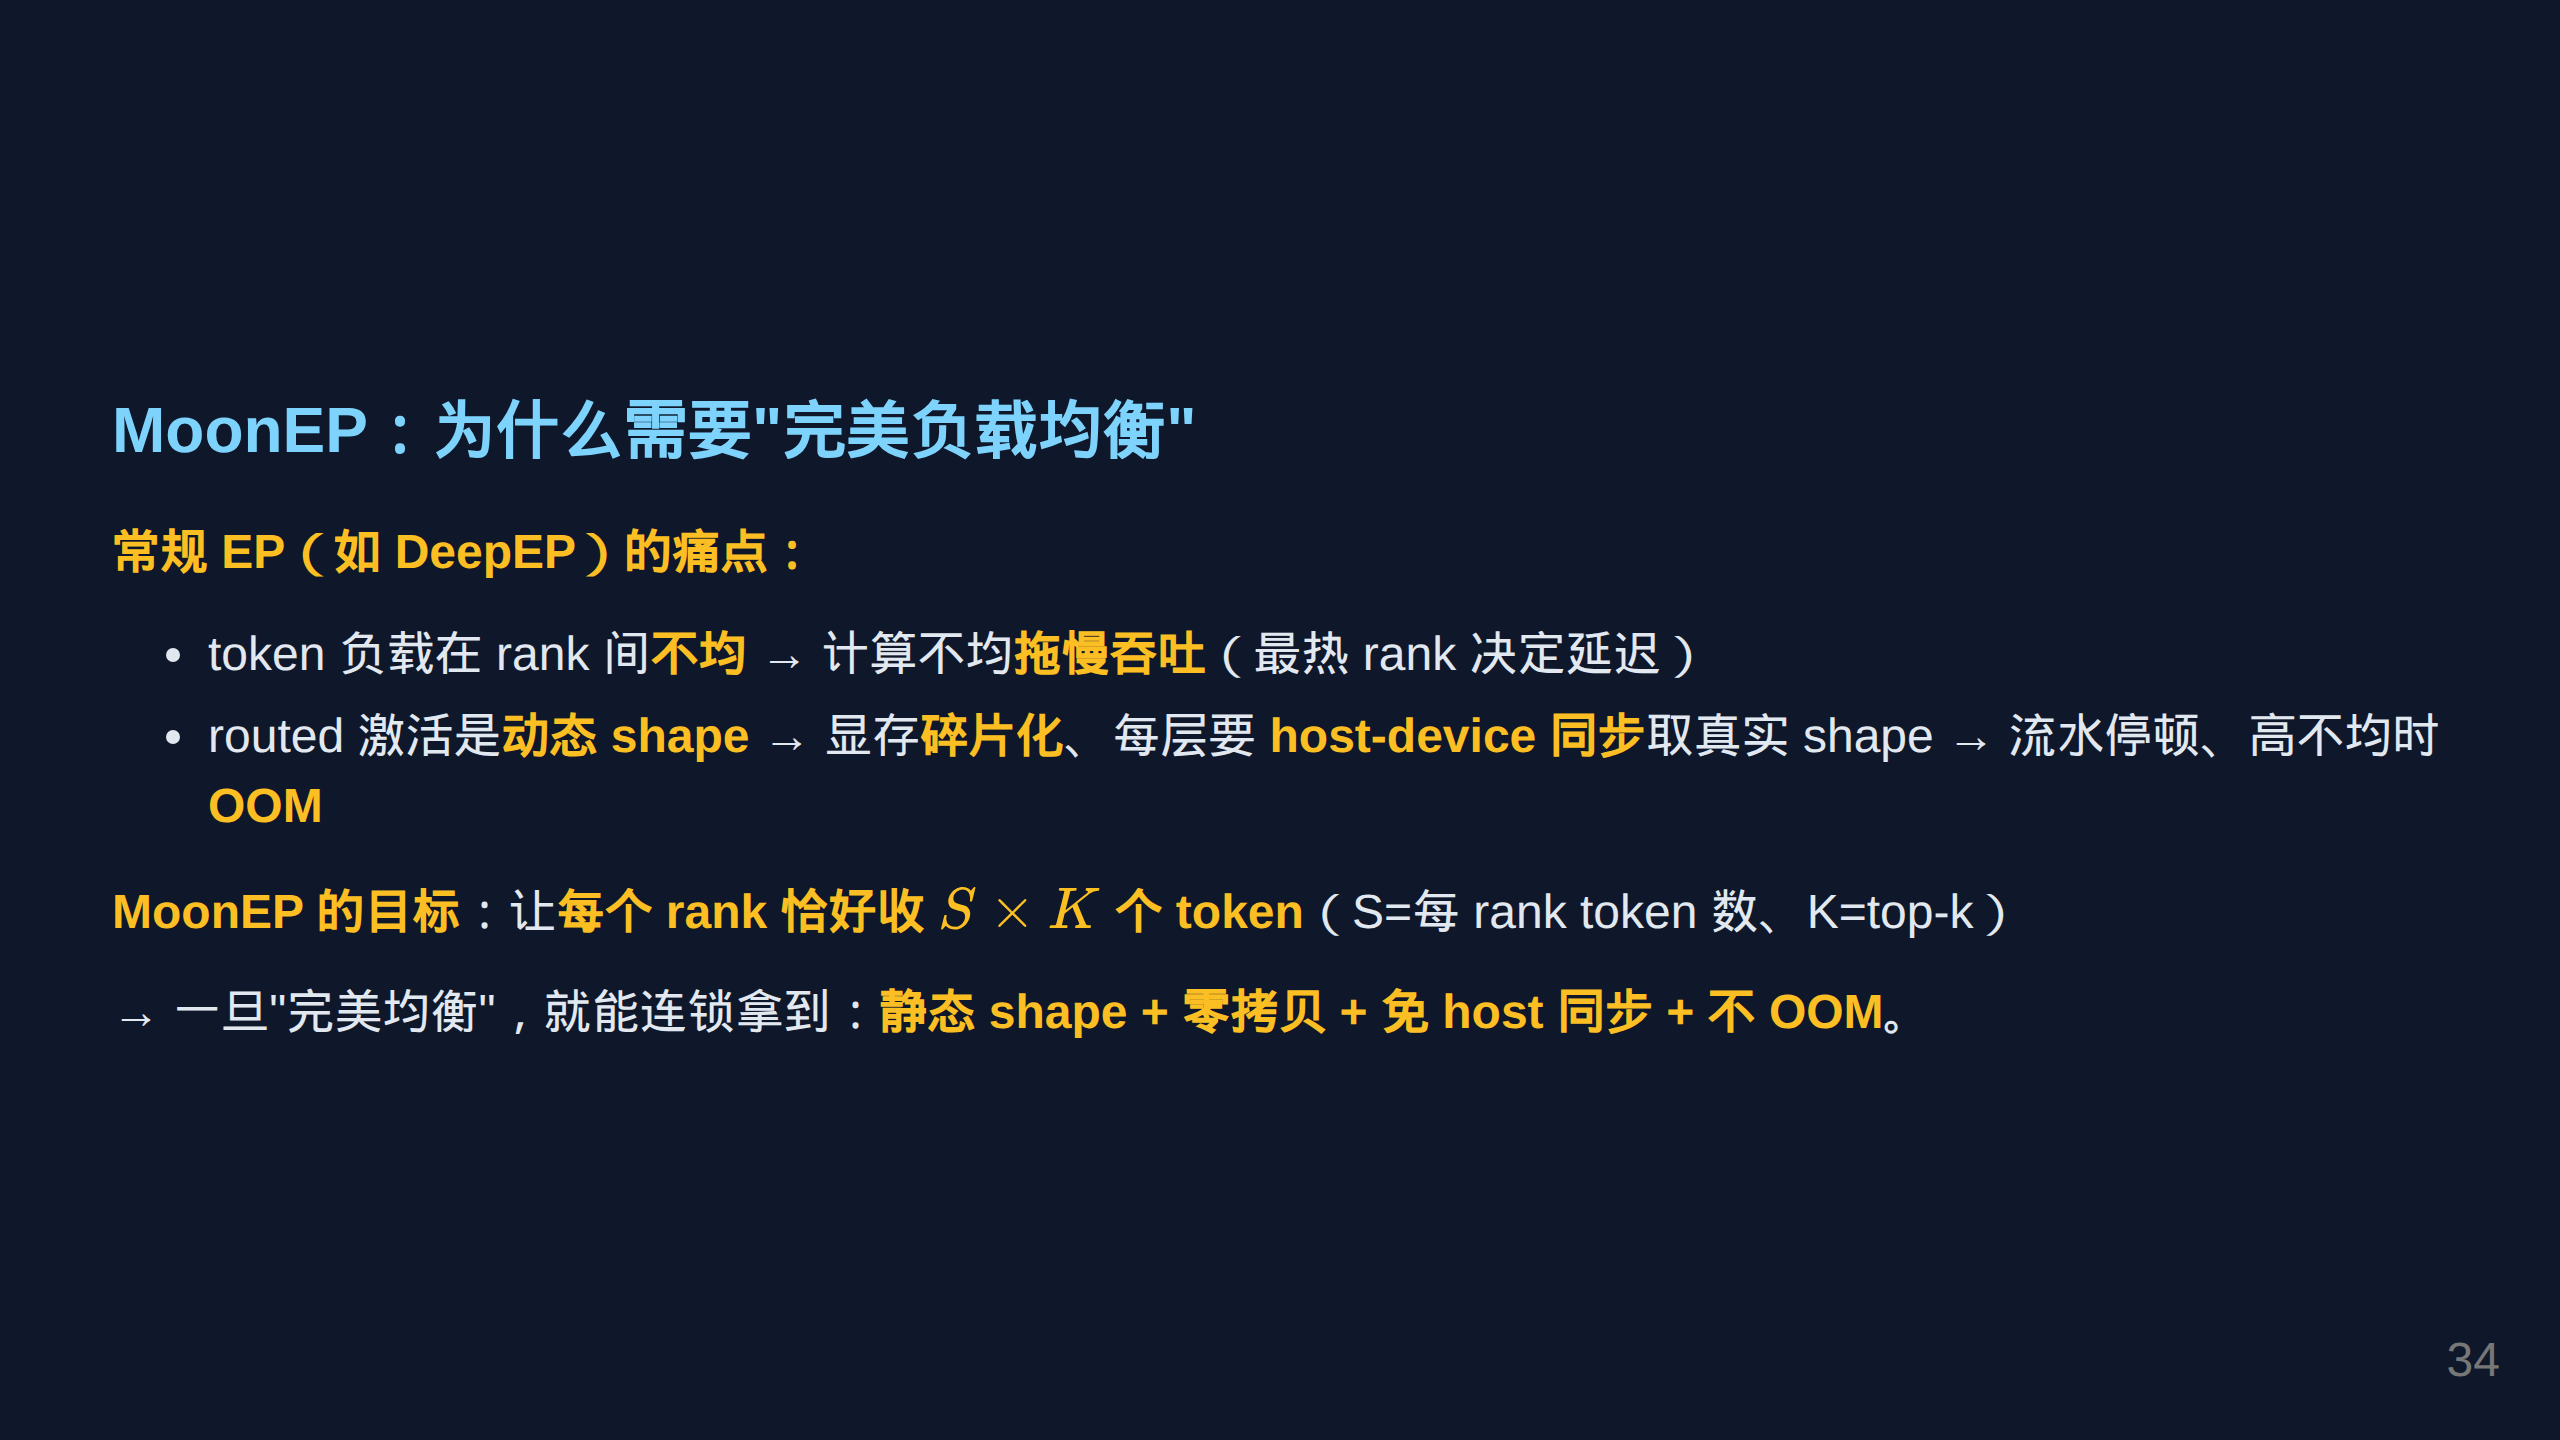 MoonEP：为什么需要"完美负载均衡"
常规 EP（如 DeepEP）的痛点：
• token 负载在 rank 间不均 → 计算不均拖慢吞吐（最热 rank 决定延迟）
• routed 激活是动态 shape → 显存碎片化、每层要 host-device 同步取真实 shape → 流水停顿、高不均时
OOM
MoonEP 的目标：让每个 rank 恰好收 S × K 个 token（S=每 rank token 数、K=top-k）
→ 一旦"完美均衡"，就能连锁拿到：静态 shape + 零拷贝 + 免 host 同步 + 不 OOM。
34